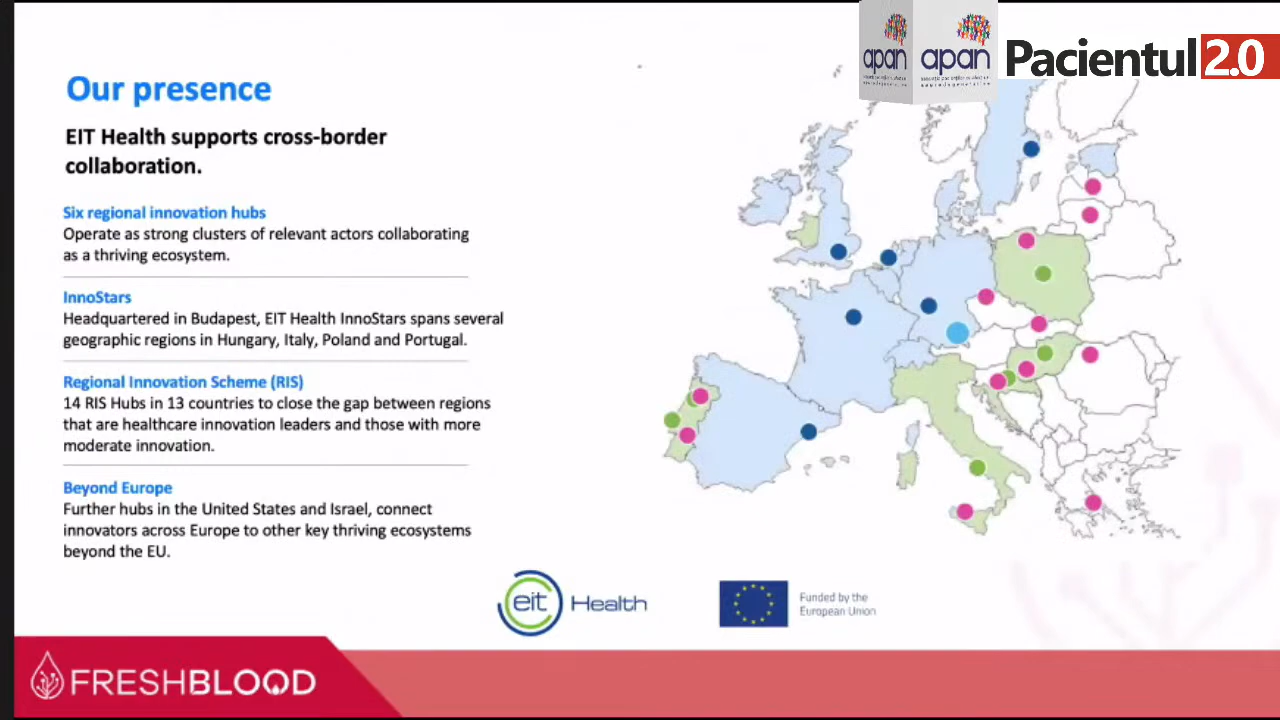 apan
apan
Pacientul 2.0
Our presence
EIT Health supports cross-border
collaboration.
Six regional innovation hubs
Operate as strong clusters of relevant actors collaborating
as a thriving ecosystem.
InnoStars
Headquartered in Budapest, EIT Health InnoStars spans several
geographic regions in Hungary, Italy, Poland and Portugal.
Regional Innovation Scheme (RIS)
14 RIS Hubs in 13 countries to close the gap between regions
that are healthcare innovation leaders and those with more
moderate innovation.
Beyond Europe
Further hubs in the United States and Israel, connect
innovators across Europe to other key thriving ecosystems
beyond the EU.
eit Health
Funded by the
European Union
FRESHBLOOD